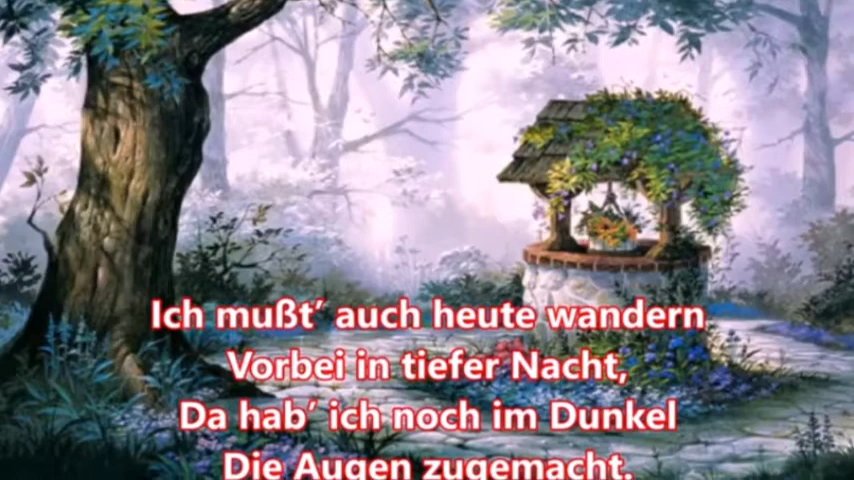 Ich mußt’ auch heute wandern
Vorbei in tiefer Nacht,
Da hab’ ich noch im Dunkel
Die Augen zugemacht.